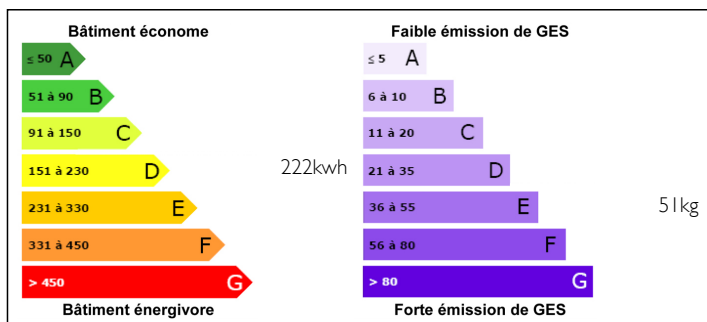 Bâtiment économe
≤ 50 A
51 à 90 B
91 à 150 C
151 à 230 D
231 à 330 E
331 à 450 F
> 450 G
Bâtiment énergivore
222kwh
Faible émission de GES
≤ 5 A
6 à 10 B
11 à 20 C
21 à 35 D
36 à 55 E
56 à 80 F
> 80 G
Forte émission de GES
51kg